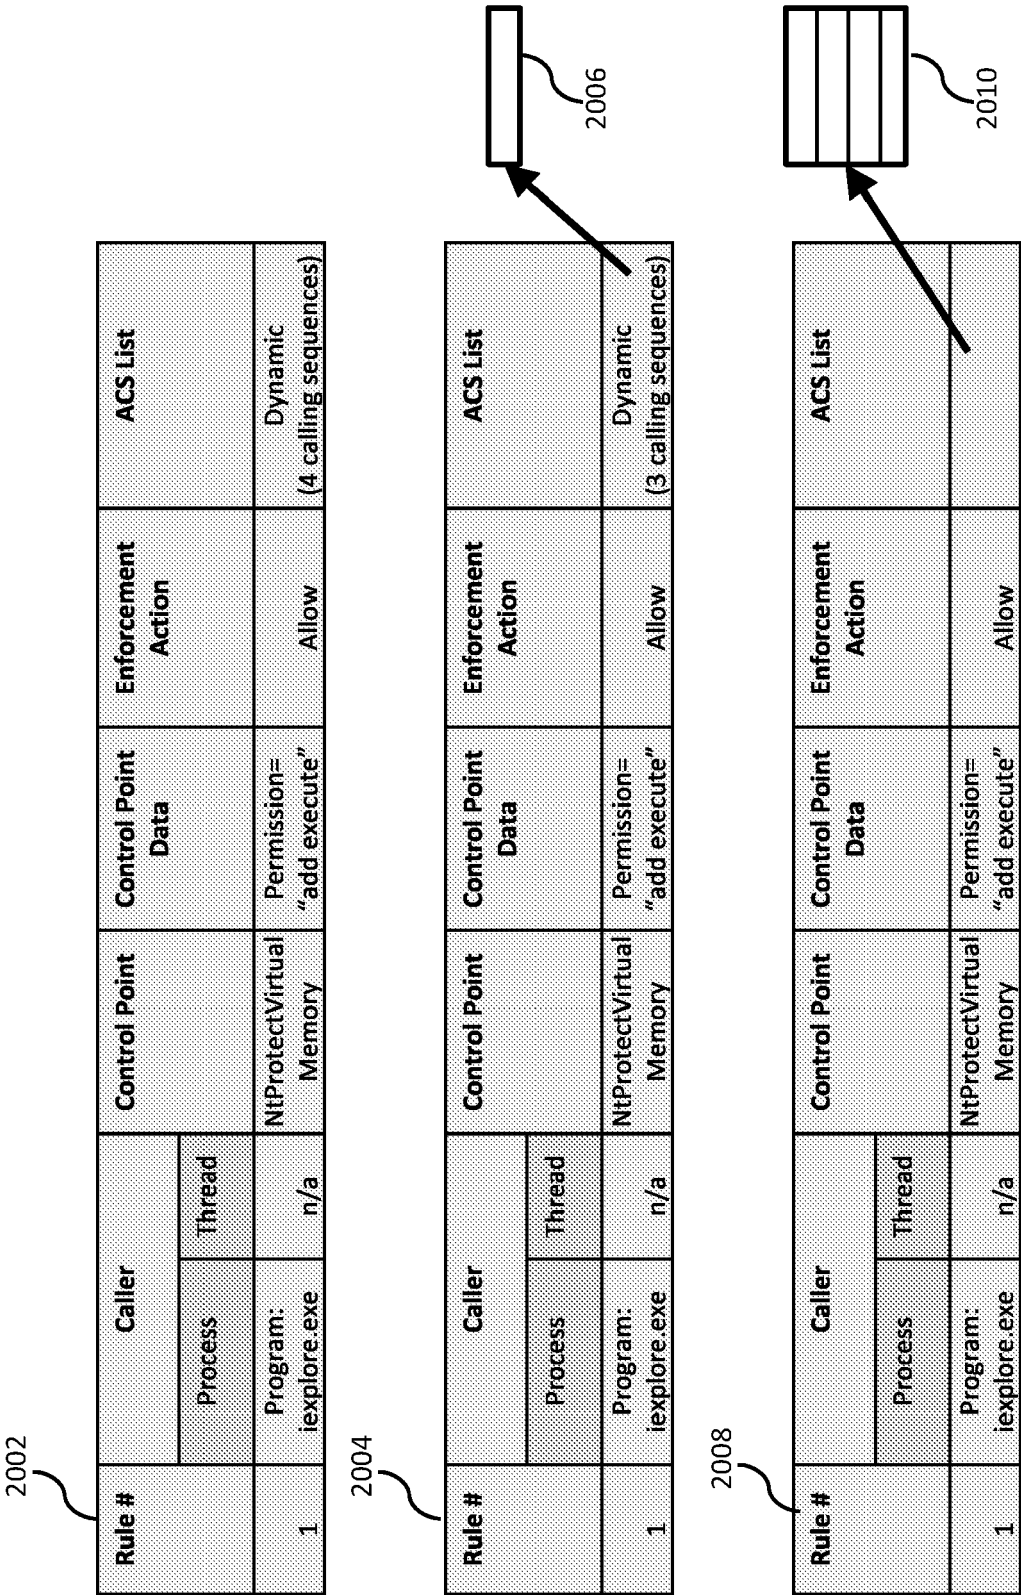 2002
Rule #
Caller
Control Point
Control Point
Data
Enforcement
Action
ACS List
Process
Thread
1
Program:
iexplore.exe
n/a
NtProtectVirtual
Memory
Permission=
“add execute”
Allow
Dynamic
(4 calling sequences)
2004
Rule #
Caller
Control Point
Control Point
Data
Enforcement
Action
ACS List
Process
Thread
1
Program:
iexplore.exe
n/a
NtProtectVirtual
Memory
Permission=
“add execute”
Allow
Dynamic
(3 calling sequences)
2006
2008
Rule #
Caller
Control Point
Control Point
Data
Enforcement
Action
ACS List
Process
Thread
1
Program:
iexplore.exe
n/a
NtProtectVirtual
Memory
Permission=
“add execute”
Allow
2010